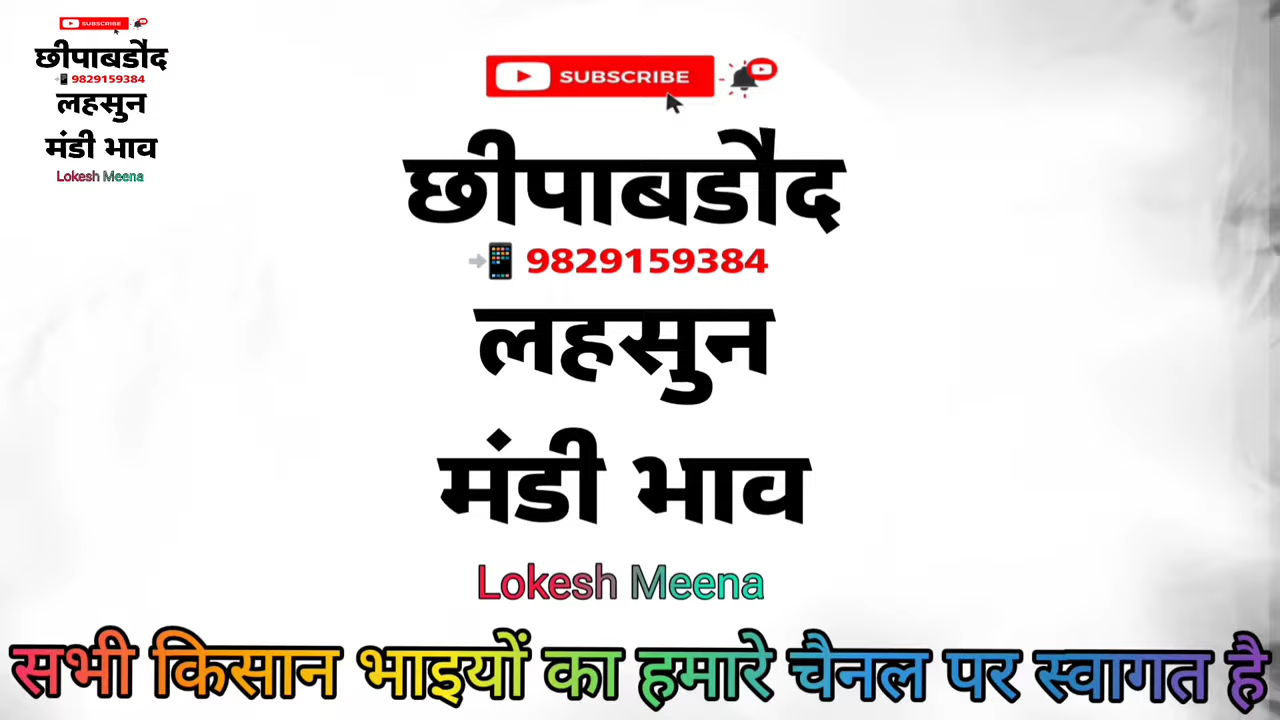 SUBSCRIBE
छीपाबडौद
9829159384
लहसुन
मंडी भाव
Lokesh Meena
SUBSCRIBE
छीपाबडौद
9829159384
लहसुन
मंडी भाव
Lokesh Meena
सभी किसान भाइयों का हमारे चैनल पर स्वागत है